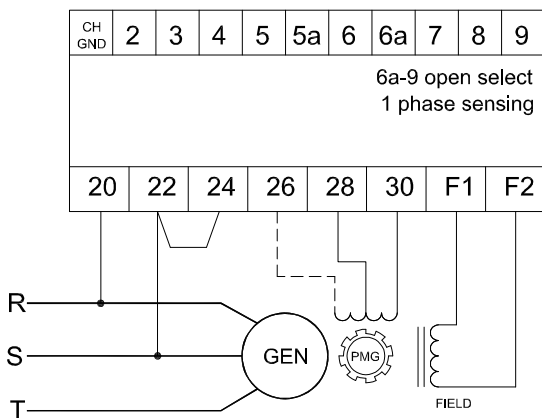 CH
GND 2 3 4 5 5a 6 6a 7 8 9
6a-9 open select
1 phase sensing
20 22 24 26 28 30 F1 F2
R
S
T
GEN
PMG
FIELD